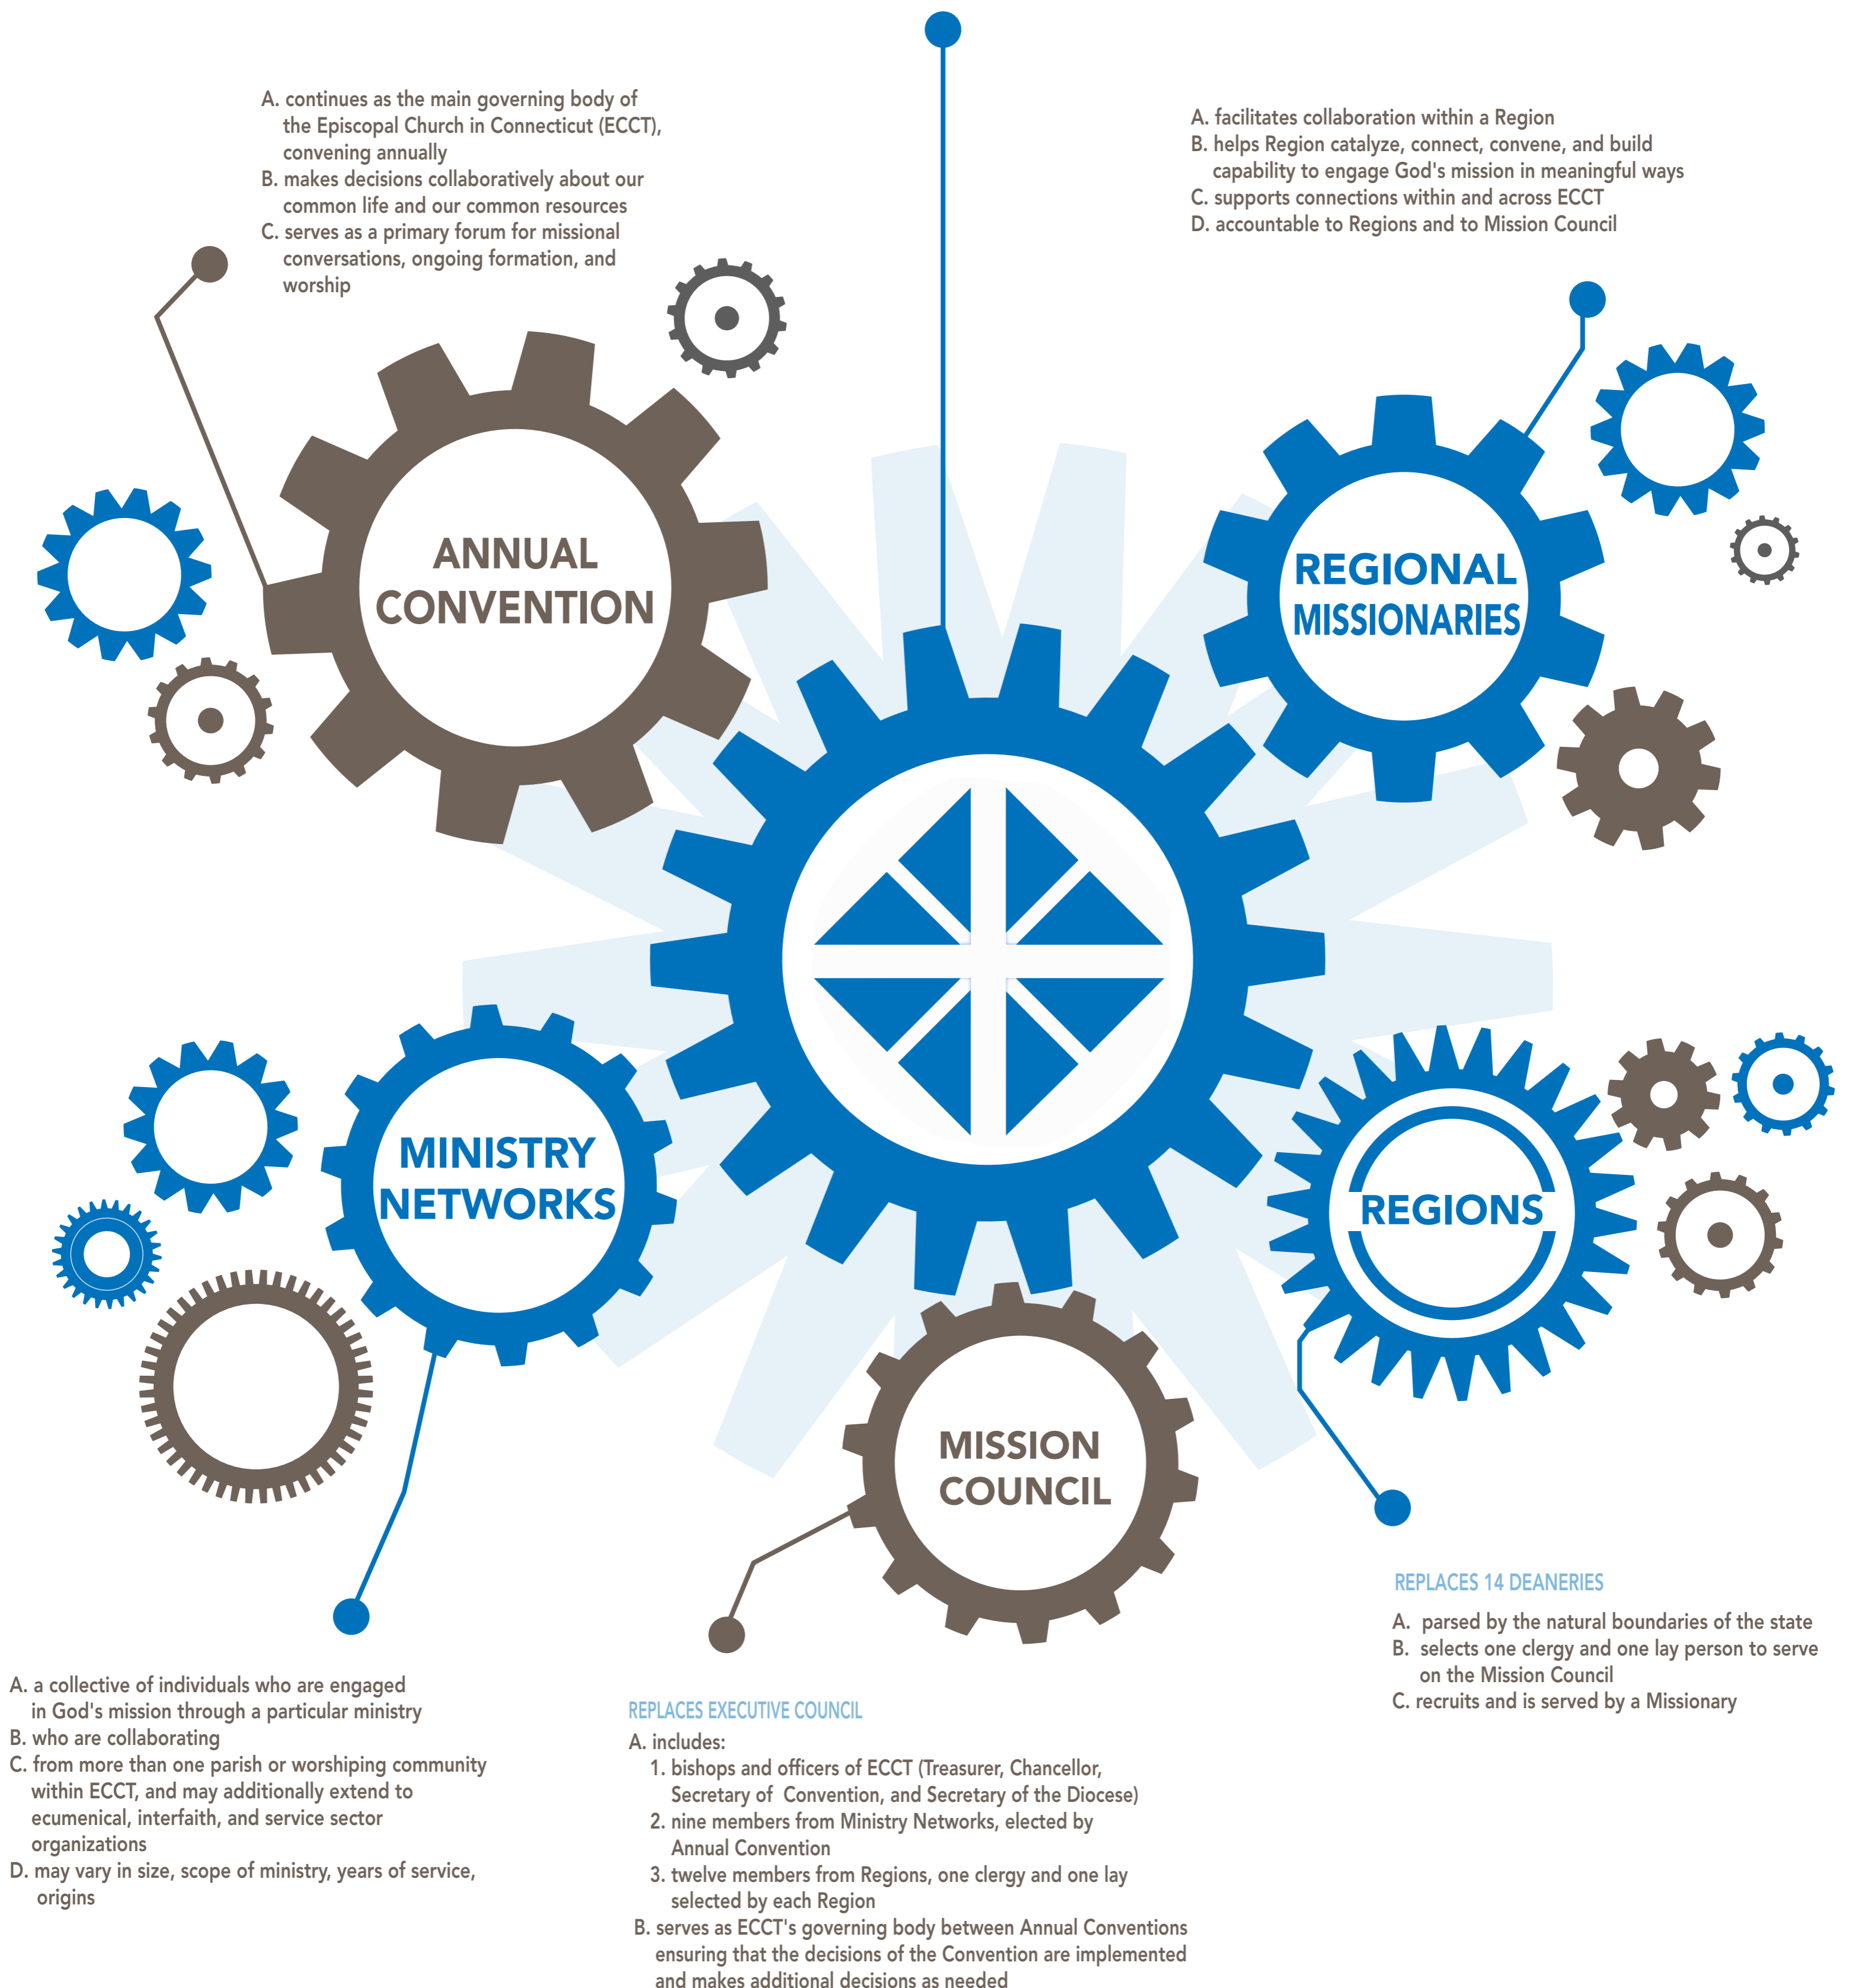 A. continues as the main governing body of
the Episcopal Church in Connecticut (ECCT),
convening annually
B. makes decisions collaboratively about our
common life and our common resources
C. serves as a primary forum for missional
conversations, ongoing formation, and
worship
A. facilitates collaboration within a Region
B. helps Region catalyze, connect, convene, and build
capability to engage God's mission in meaningful ways
C. supports connections within and across ECCT
D. accountable to Regions and to Mission Council
ANNUAL
CONVENTION
REGIONAL
MISSIONARIES
MINISTRY
NETWORKS
REGIONS
MISSION
COUNCIL
A. a collective of individuals who are engaged
in God's mission through a particular ministry
B. who are collaborating
C. from more than one parish or worshiping community
within ECCT, and may additionally extend to
ecumenical, interfaith, and service sector
organizations
D. may vary in size, scope of ministry, years of service,
origins
REPLACES EXECUTIVE COUNCIL
A. includes:
1. bishops and officers of ECCT (Treasurer, Chancellor,
Secretary of Convention, and Secretary of the Diocese)
2. nine members from Ministry Networks, elected by
Annual Convention
3. twelve members from Regions, one clergy and one lay
selected by each Region
B. serves as ECCT's governing body between Annual Conventions
ensuring that the decisions of the Convention are implemented
and makes additional decisions as needed
REPLACES 14 DEANERIES
A. parsed by the natural boundaries of the state
B. selects one clergy and one lay person to serve
on the Mission Council
C. recruits and is served by a Missionary